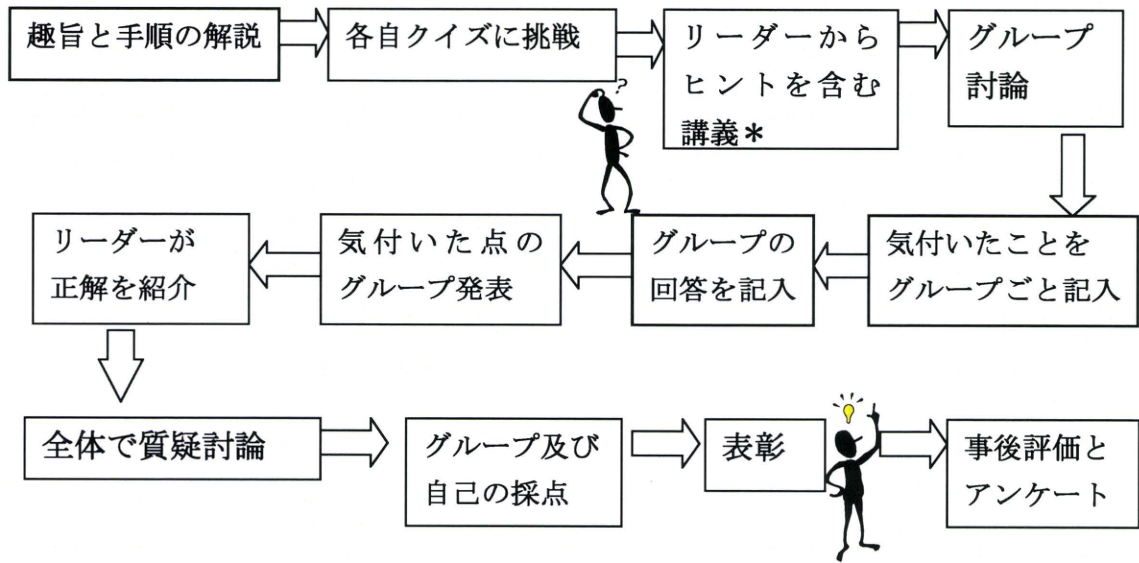 趣旨と手順の解説
各自クイズに挑戦
リーダーから
ヒントを含む
講義＊
グループ
討論
?
気付いたことを
グループごと記入
グループの
回答を記入
気付いた点の
グループ発表
リーダーが
正解を紹介
全体で質疑討論
グループ及び
自己の採点
表彰
事後評価と
アンケート